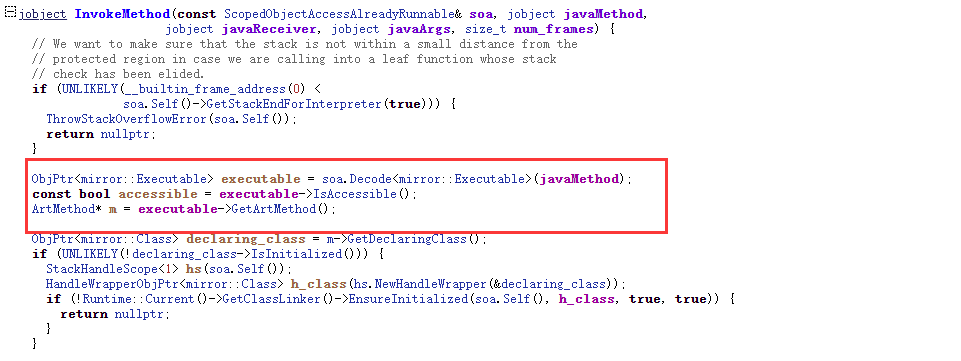 jobject InvokeMethod(const ScopedObjectAccessAlreadyRunnable& soa, jobject javaMethod,
                     jobject javaReceiver, jobject javaArgs, size_t num_frames) {
  // We want to make sure that the stack is not within a small distance from the
  // protected region in case we are calling into a leaf function whose stack
  // check has been elided.
  if (UNLIKELY(__builtin_frame_address(0) <
               soa.Self()->GetStackEndForInterpreter(true))) {
    ThrowStackOverflowError(soa.Self());
    return nullptr;
  }
  ObjPtr<mirror::Executable> executable = soa.Decode<mirror::Executable>(javaMethod);
  const bool accessible = executable->IsAccessible();
  ArtMethod* m = executable->GetArtMethod();
  ObjPtr<mirror::Class> declaring_class = m->GetDeclaringClass();
  if (UNLIKELY(!declaring_class->IsInitialized())) {
    StackHandleScope<1> hs(soa.Self());
    HandleWrapperObjPtr<mirror::Class> h_class(hs.NewHandleWrapper(&declaring_class));
    if (!Runtime::Current()->GetClassLinker()->EnsureInitialized(soa.Self(), h_class, true, true)) {
      return nullptr;
    }
  }